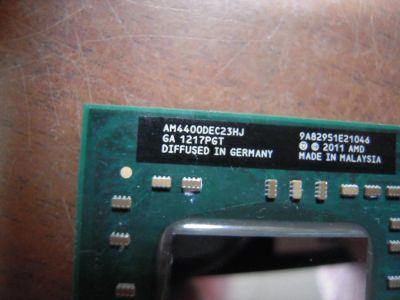 AM4400DEC23HJ
GA 1217PGT
DIFFUSED IN GERMANY
9A82951E21046
Ⓜ © 2011 AMD
MADE IN MALAYSIA